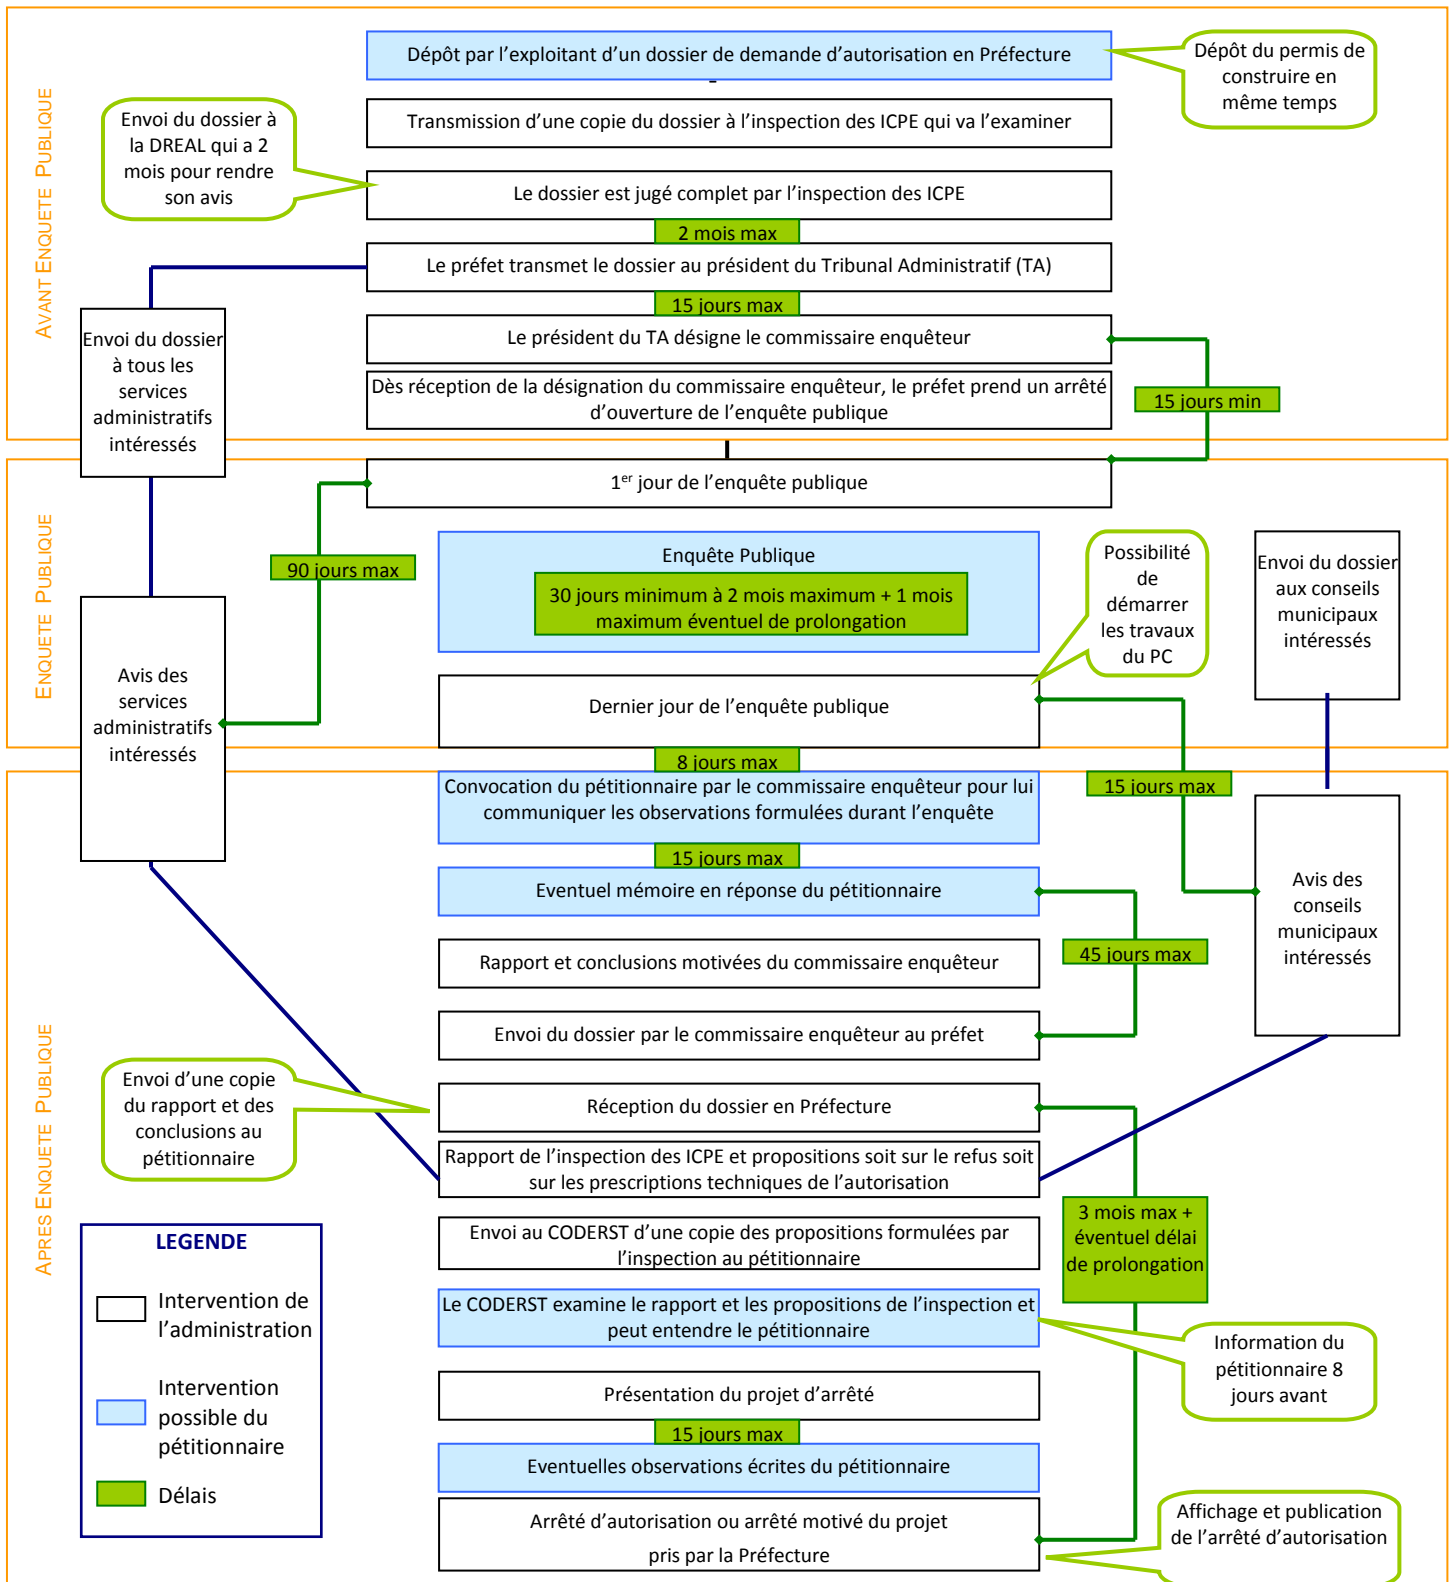 AVANT ENQUETE PUBLIQUE
Dépôt par l'exploitant d'un dossier de demande d'autorisation en Préfecture
Dépôt du permis de
construire en
même temps
Transmission d'une copie du dossier à l'inspection des ICPE qui va l'examiner
Envoi du dossier à
la DREAL qui a 2
mois pour rendre
son avis
Le dossier est jugé complet par l'inspection des ICPE
2 mois max
Le préfet transmet le dossier au président du Tribunal Administratif (TA)
15 jours max
Le président du TA désigne le commissaire enquêteur
Envoi du dossier
à tous les
services
administratifs
intéressés
Dès réception de la désignation du commissaire enquêteur, le préfet prend un arrêté
d'ouverture de l'enquête publique
15 jours min
ENQUETE PUBLIQUE
1er jour de l'enquête publique
90 jours max
Enquête Publique
30 jours minimum à 2 mois maximum + 1 mois
maximum éventuel de prolongation
Possibilité
de
démarrer
les travaux
du PC
Envoi du dossier
aux conseils
municipaux
intéressés
Avis des
services
administratifs
intéressés
Dernier jour de l'enquête publique
8 jours max
APRES ENQUETE PUBLIQUE
Convocation du pétitionnaire par le commissaire enquêteur pour lui
communiquer les observations formulées durant l'enquête
15 jours max
15 jours max
Eventuel mémoire en réponse du pétitionnaire
Avis des
conseils
municipaux
intéressés
Rapport et conclusions motivées du commissaire enquêteur
45 jours max
Envoi du dossier par le commissaire enquêteur au préfet
Envoi d'une copie
du rapport et des
conclusions au
pétitionnaire
Réception du dossier en Préfecture
Rapport de l'inspection des ICPE et propositions soit sur le refus soit
sur les prescriptions techniques de l'autorisation
3 mois max +
éventuel délai
de prolongation
Envoi au CODERST d'une copie des propositions formulées par
l'inspection au pétitionnaire
Le CODERST examine le rapport et les propositions de l'inspection et
peut entendre le pétitionnaire
Information du
pétitionnaire 8
jours avant
Présentation du projet d'arrêté
15 jours max
Eventuelles observations écrites du pétitionnaire
Arrêté d'autorisation ou arrêté motivé du projet
pris par la Préfecture
Affichage et publication
de l'arrêté d'autorisation
LEGENDE
Intervention de
l'administration
Intervention
possible du
pétitionnaire
Délais